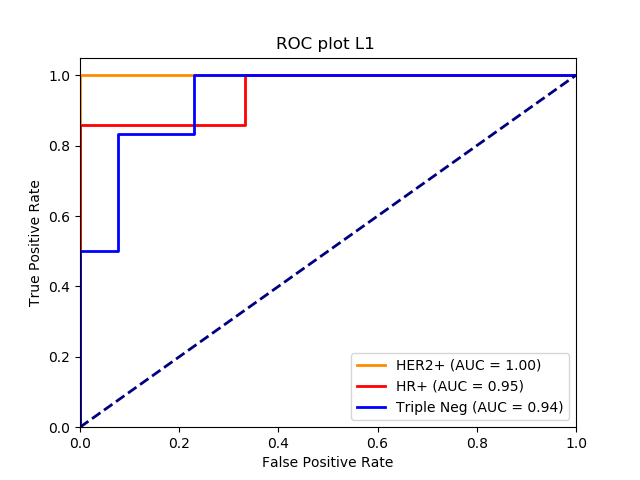 ROC plot L1
True Positive Rate
1.0
0.8
0.6
0.4
0.2
0.0
0.0 0.2 0.4 0.6 0.8 1.0
False Positive Rate
HER2+ (AUC = 1.00)
HR+ (AUC = 0.95)
Triple Neg (AUC = 0.94)